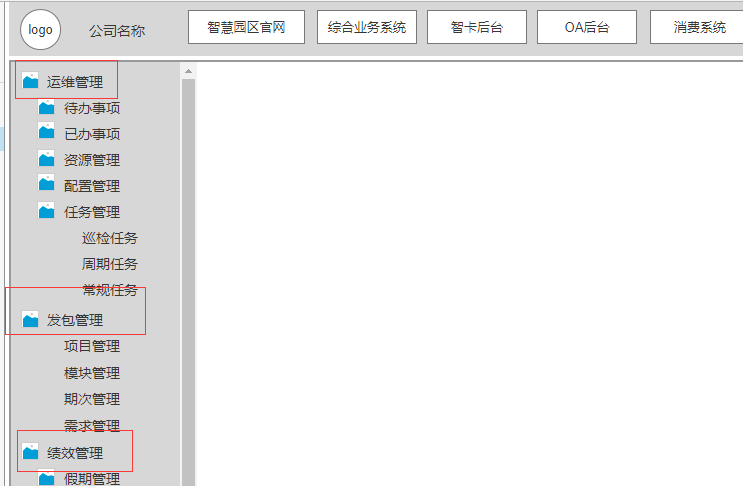 logo
公司名称
智慧园区官网
综合业务系统
智卡后台
OA后台
消费系统
运维管理
待办事项
已办事项
资源管理
配置管理
任务管理
巡检任务
周期任务
常规任务
发包管理
项目管理
模块管理
期次管理
需求管理
绩效管理
假期管理